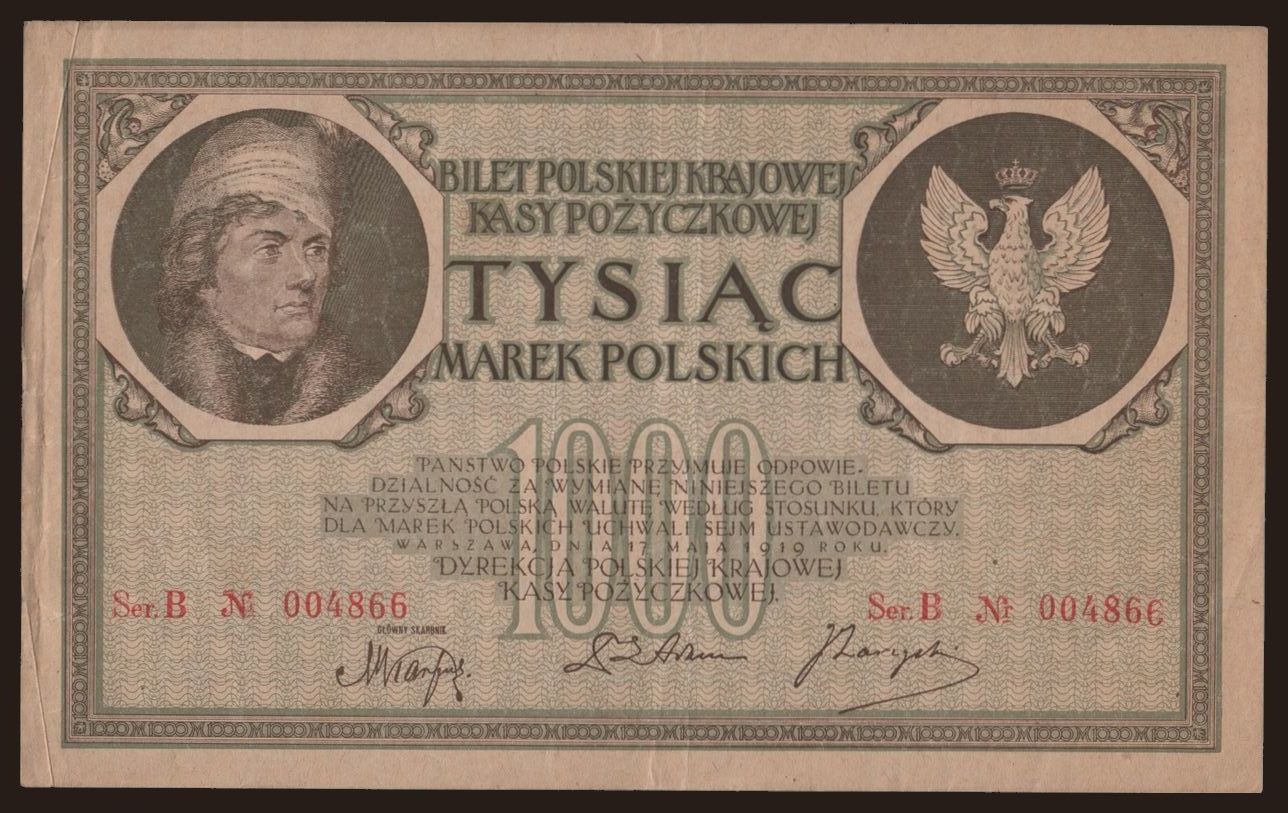 BILET POLSKIEJ KRAJOWEJ
KASY POŻYCZKOWEJ
TYSIĄC
MAREK POLSKICH
1000
PAŃSTWO POLSKIE PRZYJMUJE ODPOWIE-
DZIALNOŚĆ ZA WYMIANĘ NINIEJSZEGO BILETU
NA PRZYSZŁĄ POLSKĄ WALUTĘ WEDŁUG STOSUNKU, KTÓRY
DLA MAREK POLSKICH UCHWALI SEJM USTAWODAWCZY.
WARSZAWA, DNIA 17 MAJA 1919 ROKU.
DYREKCJA POLSKIEJ KRAJOWEJ
KASY POŻYCZKOWEJ.
Ser. B № 004866
Ser. B № 004866
GŁÓWNY SKARBNIK